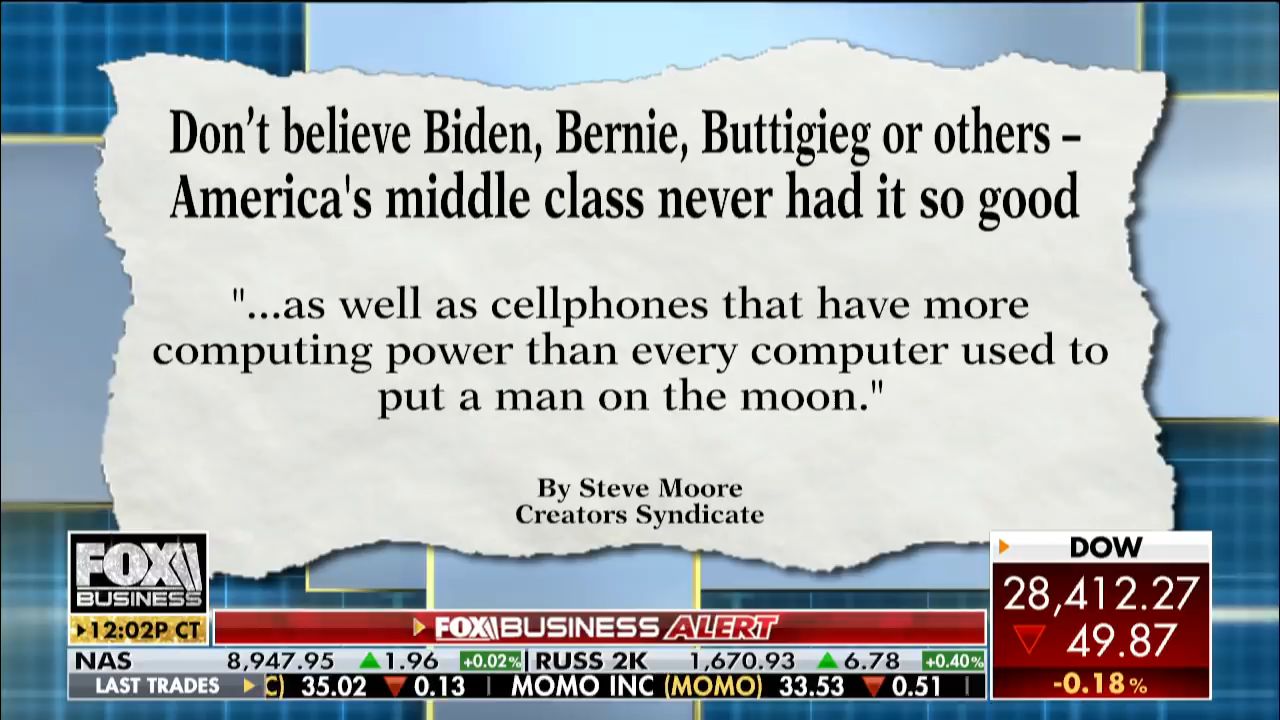 Don't believe Biden, Bernie, Buttigieg or others –
America's middle class never had it so good
"...as well as cellphones that have more
computing power than every computer used to
put a man on the moon."
By Steve Moore
Creators Syndicate
FOX
BUSINESS
12:02P CT
FOX BUSINESS ALERT
DOW
28,412.27
49.87
-0.18%
NAS 8,947.95 1.96 +0.02% RUSS 2K 1,670.93 6.78 +0.40%
LAST TRADES C) 35.02 0.13 MOMO INC (MOMO) 33.53 0.51